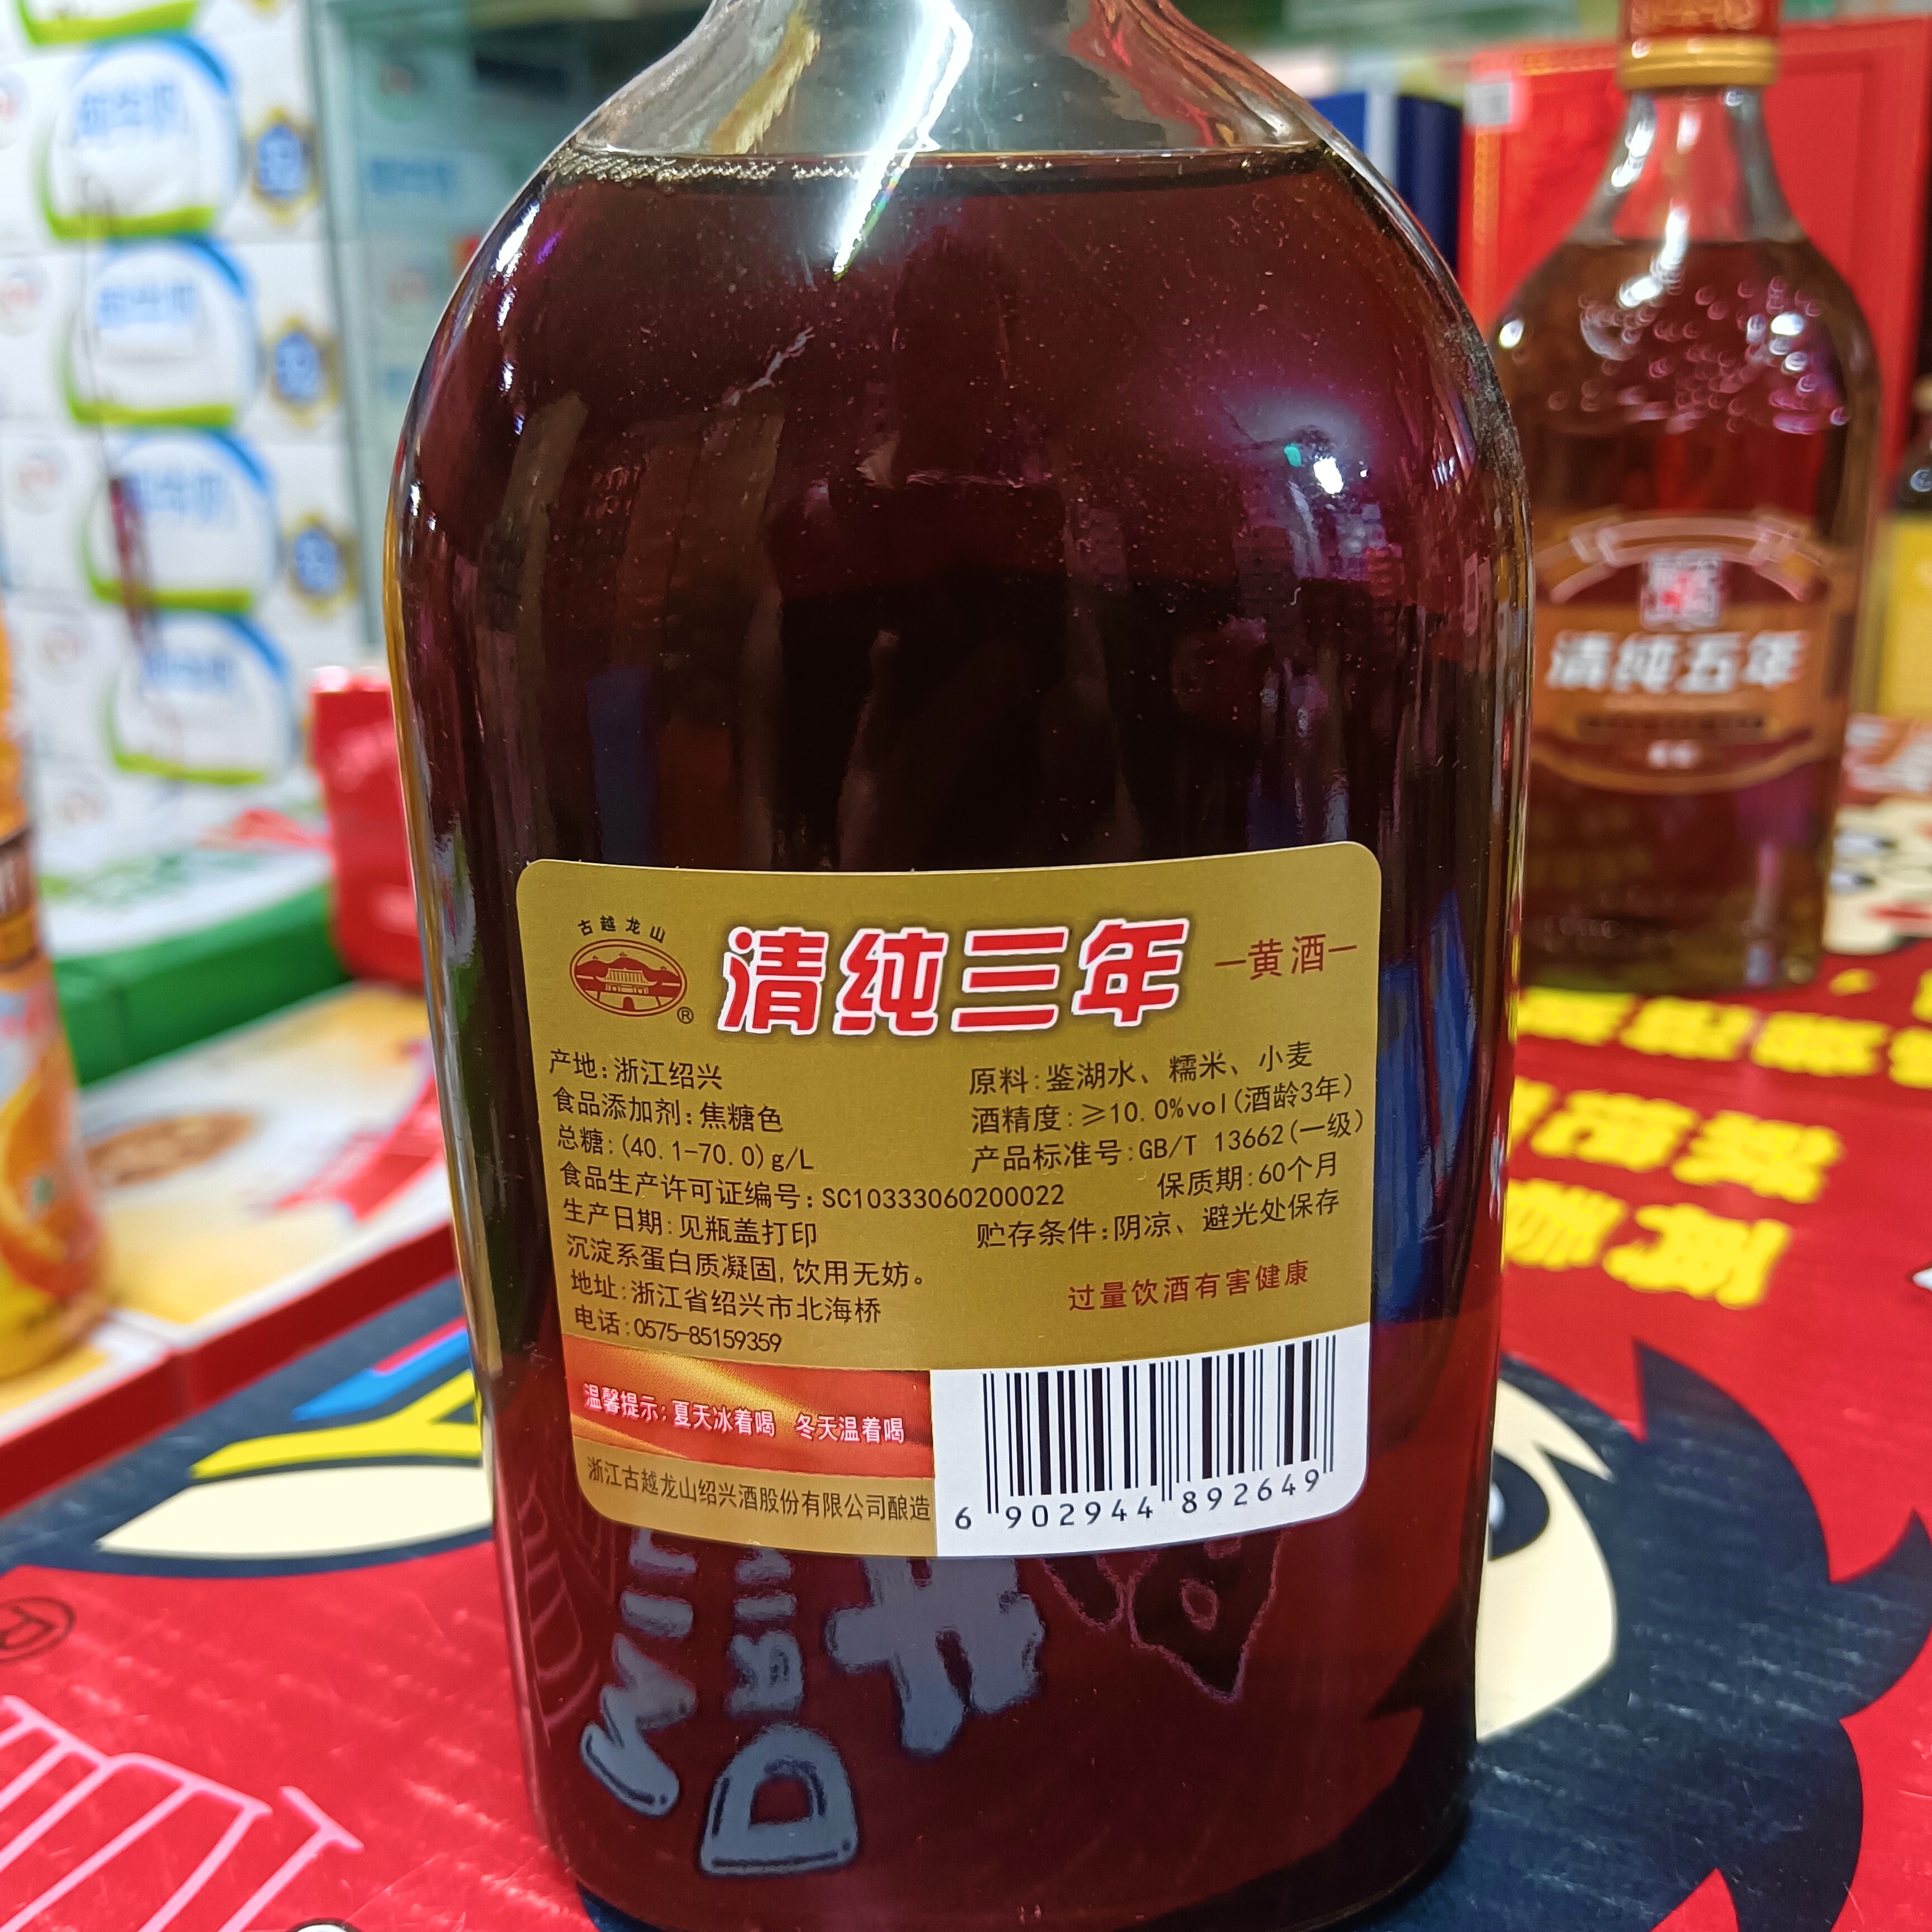 古越龙山
®
清纯三年
—黄酒—
产地:浙江绍兴
食品添加剂:焦糖色
总糖:(40.1-70.0)g/L
原料:鉴湖水、糯米、小麦
酒精度:≥10.0%vol(酒龄3年)
产品标准号:GB/T 13662(一级)
食品生产许可证编号:SC10333060200022
保质期:60个月
生产日期:见瓶盖打印
贮存条件:阴凉、避光处保存
沉淀系蛋白质凝固,饮用无妨。
地址:浙江省绍兴市北海桥
电话:0575-85159359
过量饮酒有害健康
温馨提示:夏天冰着喝 冬天温着喝
浙江古越龙山绍兴酒股份有限公司酿造
6 902944 892649
清纯五年